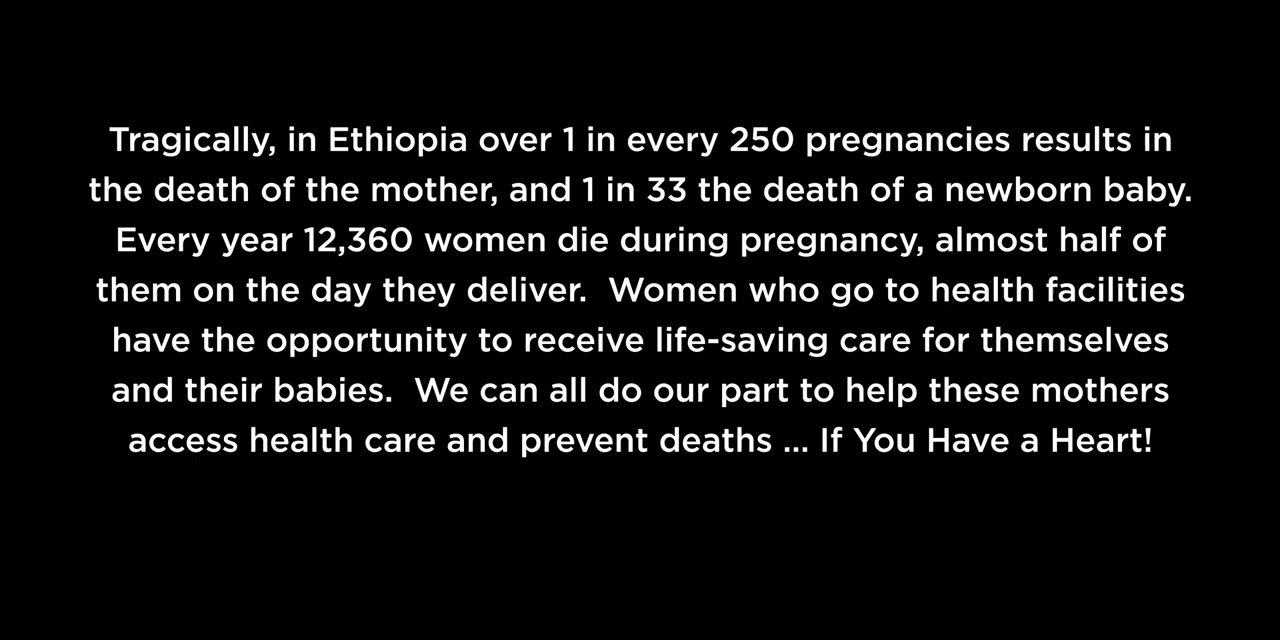 Tragically, in Ethiopia over 1 in every 250 pregnancies results in
the death of the mother, and 1 in 33 the death of a newborn baby.
Every year 12,360 women die during pregnancy, almost half of
them on the day they deliver.  Women who go to health facilities
have the opportunity to receive life-saving care for themselves
and their babies.  We can all do our part to help these mothers
access health care and prevent deaths ... If You Have a Heart!